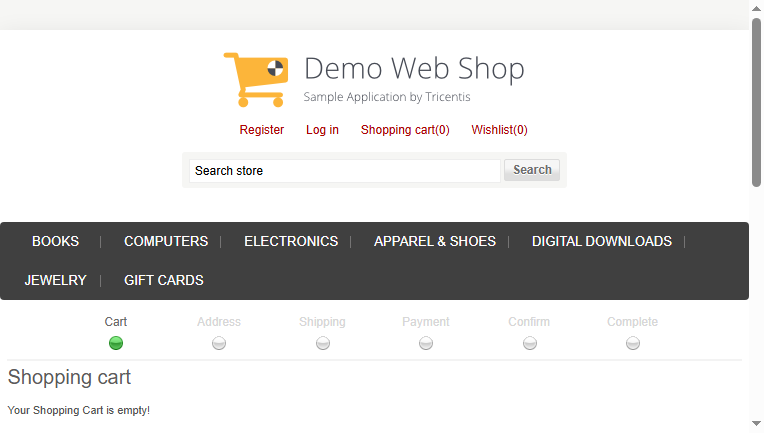 Demo Web Shop
Sample Application by Tricentis
Register Log in Shopping cart(0) Wishlist(0)
Search store Search
BOOKS COMPUTERS ELECTRONICS APPAREL & SHOES DIGITAL DOWNLOADS
JEWELRY GIFT CARDS
Cart Address Shipping Payment Confirm Complete
Shopping cart
Your Shopping Cart is empty!